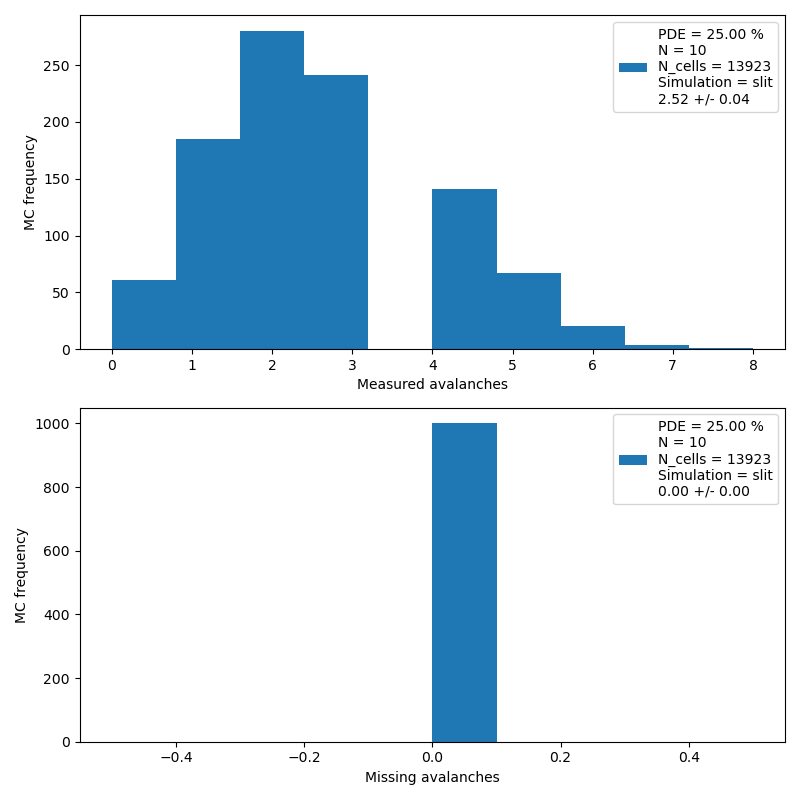 MC frequency
250
200
150
100
50
0
PDE = 25.00 %
N = 10
N_cells = 13923
Simulation = slit
2.52 +/- 0.04
0 1 2 3 4 5 6 7 8
Measured avalanches
MC frequency
1000
800
600
400
200
0
PDE = 25.00 %
N = 10
N_cells = 13923
Simulation = slit
0.00 +/- 0.00
−0.4 −0.2 0.0 0.2 0.4
Missing avalanches